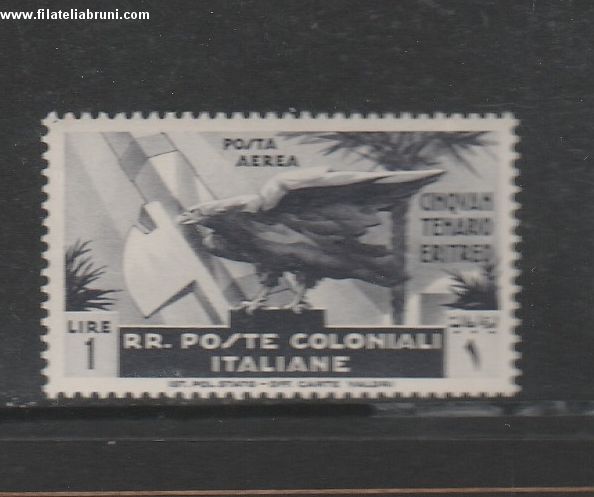 www.filateliabruni.com
POSTA
AEREA
CINQUAN
TENARIO
ERITREO
LIRE
1
RR. POSTE COLONIALI
ITALIANE
١
IST. POL. STATO - OFF. CARTE VALORI